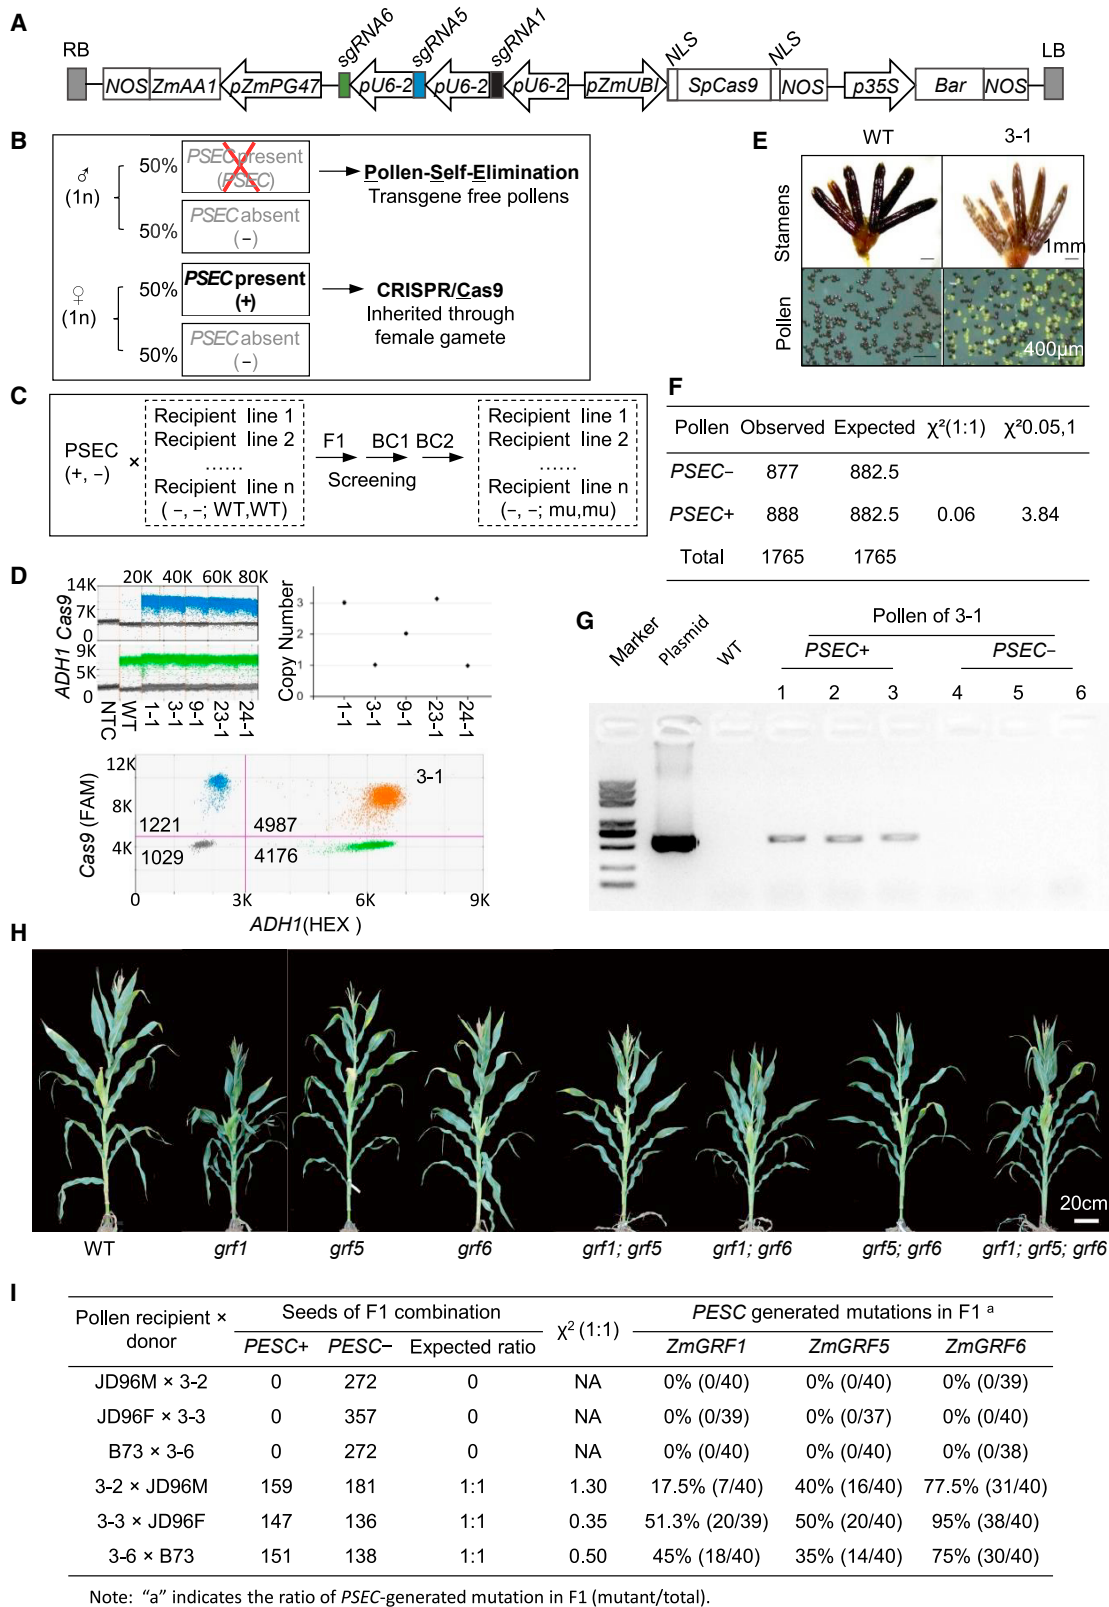 A
RB
NOS
ZmAA1
pZmPG47
sgRNA6
pU6-2
sgRNA5
pU6-2
sgRNA1
pU6-2
pZmUBI
NLS
SpCas9
NLS
NOS
p35S
Bar
NOS
LB
B
♂
(1n)
50%
PSEC present
(PSEC)
50%
PSEC absent
(−)
Pollen-Self-Elimination
Transgene free pollens
♀
(1n)
50%
PSEC present
(+)
50%
PSEC absent
(−)
CRISPR/Cas9
Inherited through
female gamete
C
PSEC
(+, −)
×
Recipient line 1
Recipient line 2
......
Recipient line n
( −, −; WT,WT)
F1 BC1 BC2
Screening
Recipient line 1
Recipient line 2
......
Recipient line n
(−, −; mu,mu)
D
20K 40K 60K 80K
14K
7K
0
9K
5K
0
ADH1 Cas9
NTC
WT
1-1
3-1
9-1
23-1
24-1
Copy Number
3
2
1
0
1-1
3-1
9-1
23-1
24-1
12K
8K
4K
Cas9 (FAM)
3-1
1221 4987
1029 4176
0 3K 6K 9K
ADH1(HEX )
E
WT 3-1
Stamens
1mm
Pollen
400μm
F
Pollen Observed Expected χ²(1:1) χ²0.05,1
PSEC− 877 882.5
PSEC+ 888 882.5 0.06 3.84
Total 1765 1765
G
Marker
Plasmid
WT
Pollen of 3-1
PSEC+ PSEC−
1 2 3 4 5 6
H
20cm
WT grf1 grf5 grf6 grf1; grf5 grf1; grf6 grf5; grf6 grf1; grf5; grf6
I
Pollen recipient ×
donor
Seeds of F1 combination
χ² (1:1)
PESC generated mutations in F1 ª
PESC+ PESC− Expected ratio
ZmGRF1 ZmGRF5 ZmGRF6
JD96M × 3-2 0 272 0 NA 0% (0/40) 0% (0/40) 0% (0/39)
JD96F × 3-3 0 357 0 NA 0% (0/39) 0% (0/37) 0% (0/40)
B73 × 3-6 0 272 0 NA 0% (0/40) 0% (0/40) 0% (0/38)
3-2 × JD96M 159 181 1:1 1.30 17.5% (7/40) 40% (16/40) 77.5% (31/40)
3-3 × JD96F 147 136 1:1 0.35 51.3% (20/39) 50% (20/40) 95% (38/40)
3-6 × B73 151 138 1:1 0.50 45% (18/40) 35% (14/40) 75% (30/40)
Note: “a” indicates the ratio of PSEC-generated mutation in F1 (mutant/total).